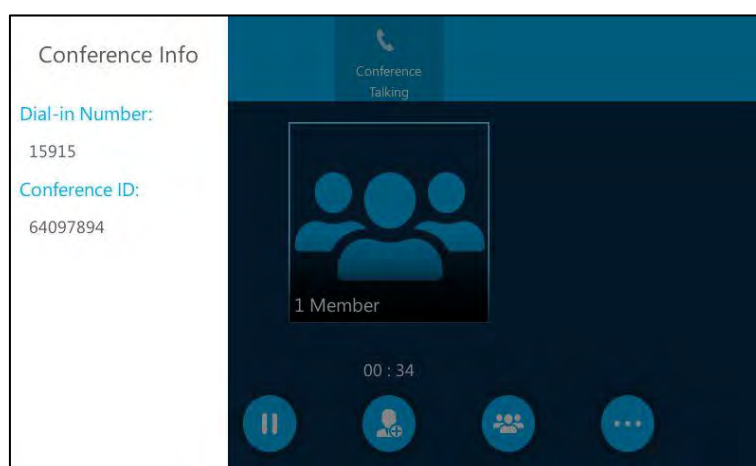 Conference Info
Dial-in Number:
15915
Conference ID:
64097894
Conference
Talking
1 Member
00 : 34